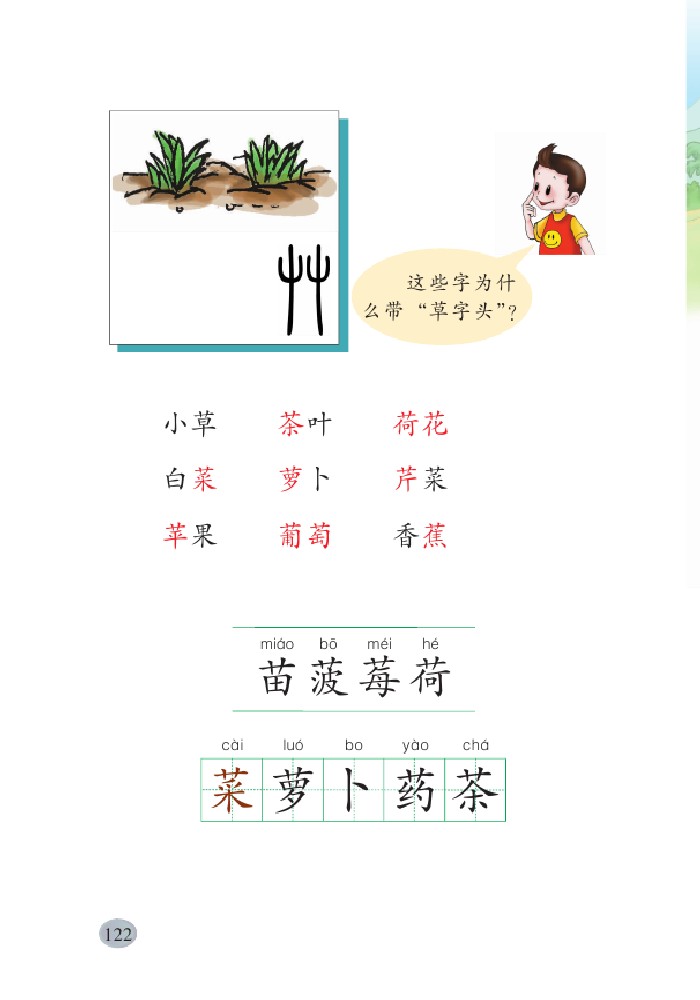 这些字为什
么带“草字头”？
小草 茶叶 荷花
白菜 萝卜 芹菜
苹果 葡萄 香蕉
miáo bō méi hé
苗菠莓荷
cài luó bo yào chá
菜萝卜药茶
122